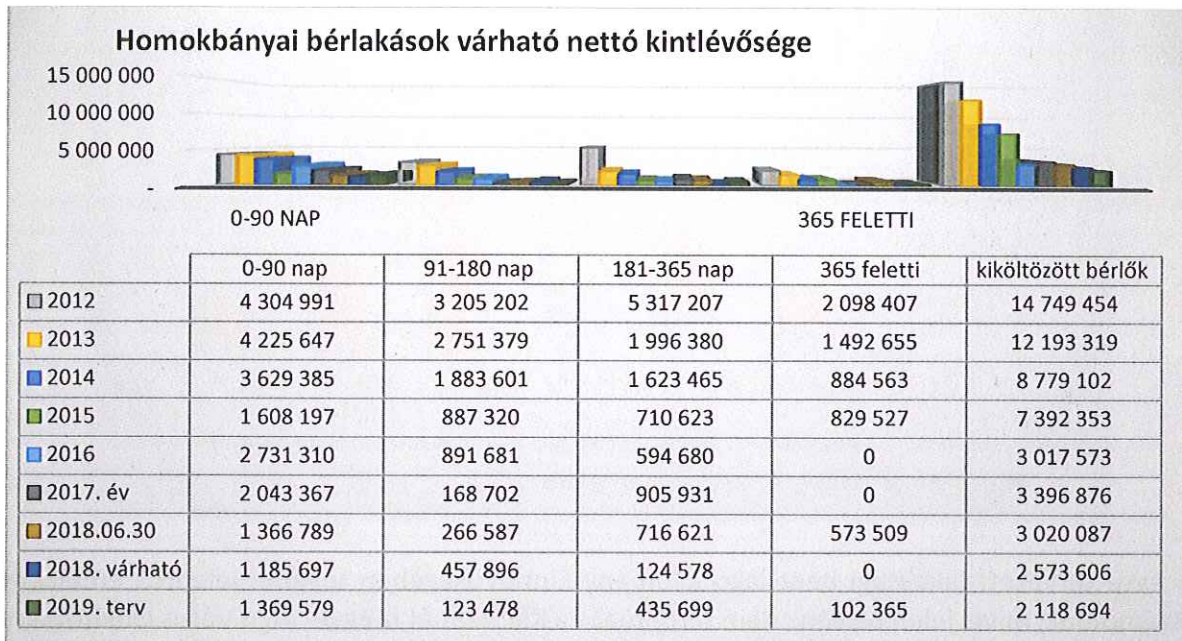 Homokbányai bérlakások várható nettó kintlévősége
15 000 000
10 000 000
5 000 000
-
0-90 NAP 365 FELETTI
0-90 nap 91-180 nap 181-365 nap 365 feletti kiköltözött bérlők
2012 4 304 991 3 205 202 5 317 207 2 098 407 14 749 454
2013 4 225 647 2 751 379 1 996 380 1 492 655 12 193 319
2014 3 629 385 1 883 601 1 623 465 884 563 8 779 102
2015 1 608 197 887 320 710 623 829 527 7 392 353
2016 2 731 310 891 681 594 680 0 3 017 573
2017. év 2 043 367 168 702 905 931 0 3 396 876
2018.06.30 1 366 789 266 587 716 621 573 509 3 020 087
2018. várható 1 185 697 457 896 124 578 0 2 573 606
2019. terv 1 369 579 123 478 435 699 102 365 2 118 694